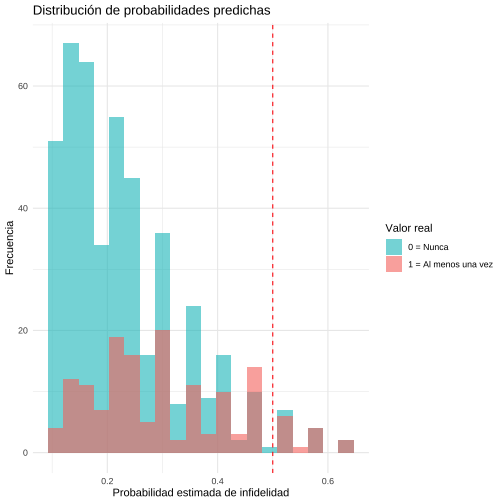 Distribución de probabilidades predichas
Frecuencia
60
40
20
0
0.2
0.4
0.6
Probabilidad estimada de infidelidad
Valor real
0 = Nunca
1 = Al menos una vez